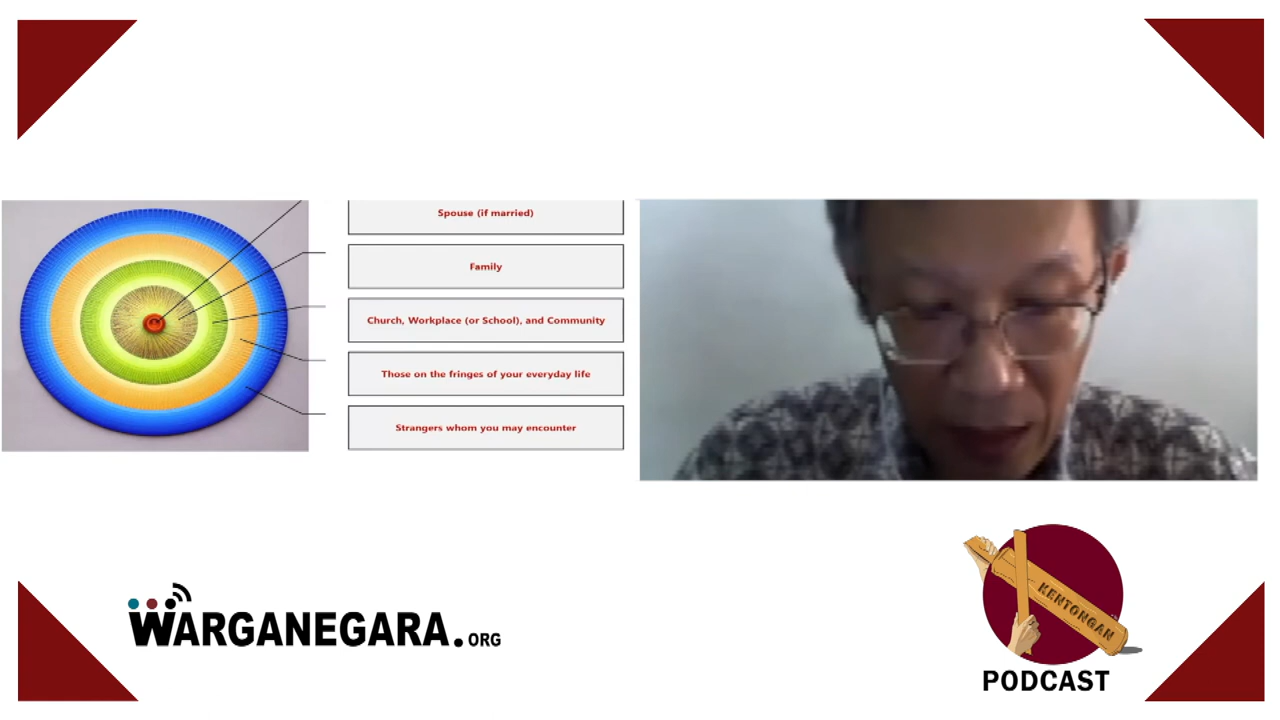 Spouse (if married)
Family
Church, Workplace (or School), and Community
Those on the fringes of your everyday life
Strangers whom you may encounter
WARGANEGARA.ORG
KENTONGAN
PODCAST